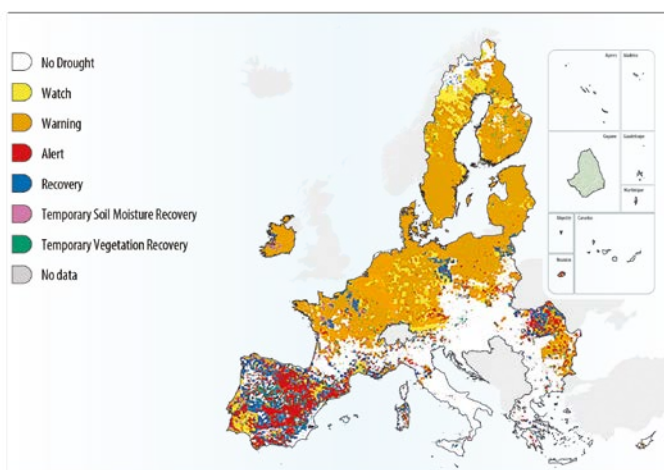 No Drought
Watch
Warning
Alert
Recovery
Temporary Soil Moisture Recovery
Temporary Vegetation Recovery
No data
Açores
Madeira
Guyane
Guadeloupe
Martinique
Mayotte
Canarias
Réunion